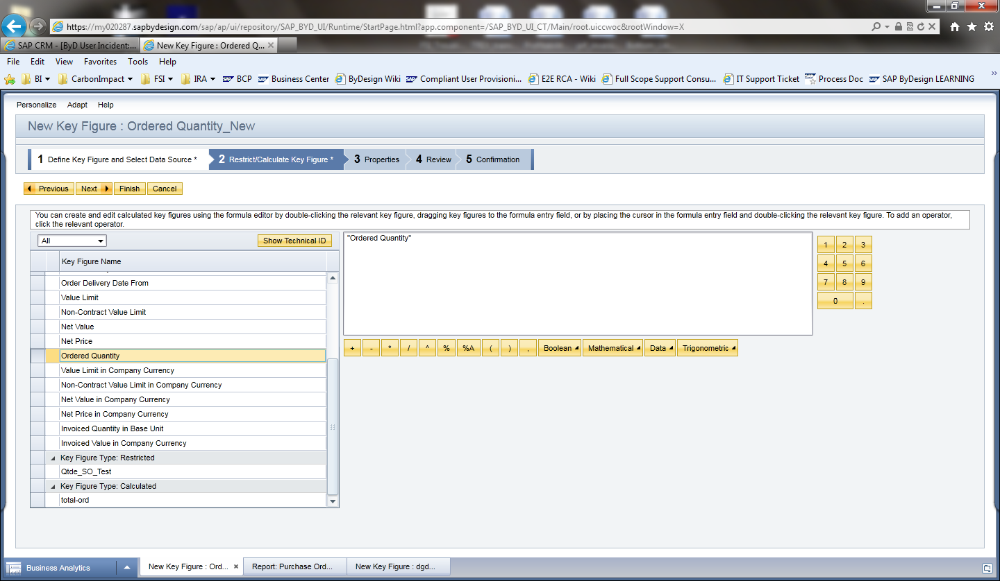 https://my020287.sapbydesign.com/sap/ap/ui/repository/SAP_BYD_UI/Runtime/StartPage.html?app.component=/SAP_BYD_UI_CT/Main/root.uiccwoc&rootWindow=X
SAP CRM - [ByD User Incident:...
New Key Figure : Ordered Q...
File Edit View Favorites Tools Help
BI CarbonImpact FSI IRA BCP Business Center ByDesign Wiki Compliant User Provisioni... E2E RCA - Wiki Full Scope Support Consu... IT Support Ticket Process Doc SAP ByDesign LEARNING
Personalize Adapt Help
New Key Figure : Ordered Quantity_New
1 Define Key Figure and Select Data Source * 2 Restrict/Calculate Key Figure * 3 Properties 4 Review 5 Confirmation
Previous Next Finish Cancel
You can create and edit calculated key figures using the formula editor by double-clicking the relevant key figure, dragging key figures to the formula entry field, or by placing the cursor in the formula entry field and double-clicking the relevant key figure. To add an operator,
click the relevant operator.
All Show Technical ID
Key Figure Name
Order Delivery Date From
Value Limit
Non-Contract Value Limit
Net Value
Net Price
Ordered Quantity
Value Limit in Company Currency
Non-Contract Value Limit in Company Currency
Net Value in Company Currency
Net Price in Company Currency
Invoiced Quantity in Base Unit
Invoiced Value in Company Currency
Key Figure Type: Restricted
Qtde_SO_Test
Key Figure Type: Calculated
total-ord
"Ordered Quantity"
1 2 3
4 5 6
7 8 9
0 .
+ - * / ^ % %A ( ) , Boolean Mathematical Data Trigonometric
Business Analytics
New Key Figure : Ord... Report: Purchase Ord... New Key Figure : dgd...